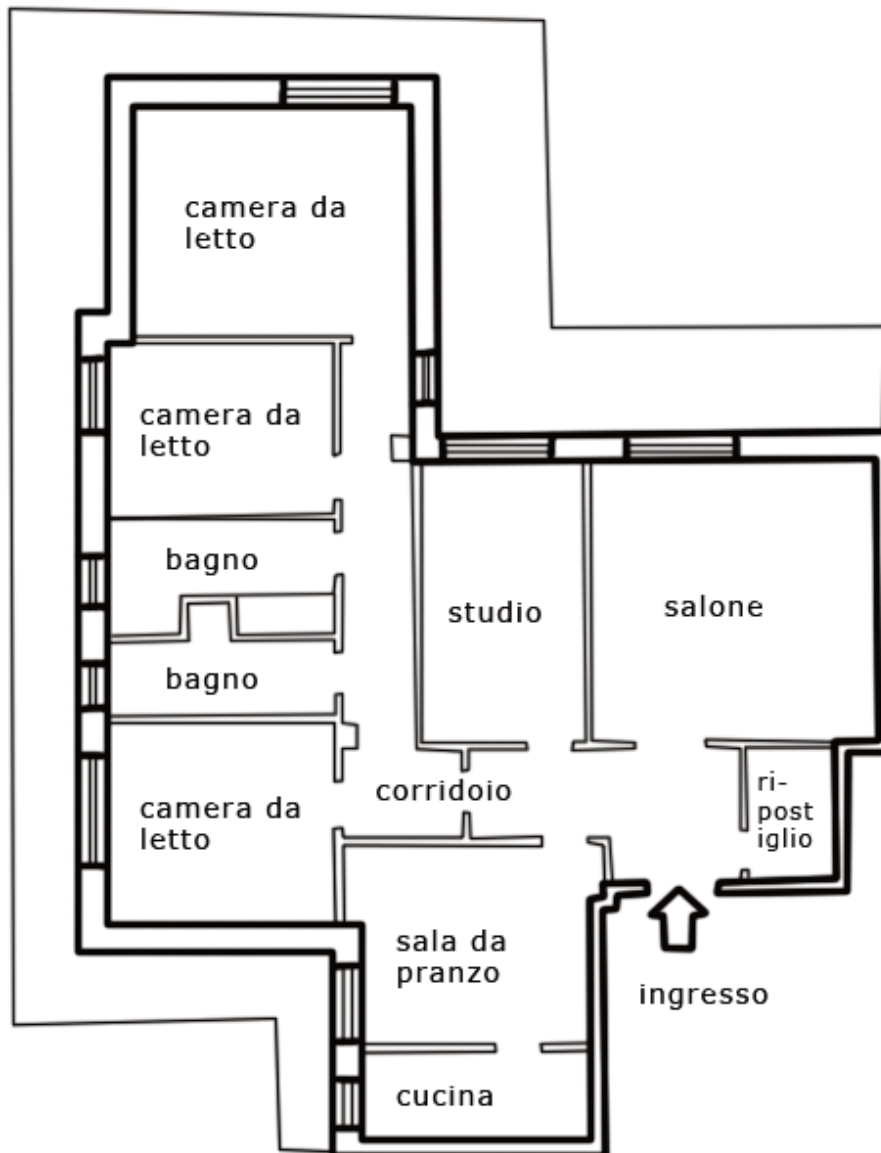 camera da
letto
camera da
letto
bagno
studio
salone
bagno
corridoio
ri-
post
iglio
camera da
letto
sala da
pranzo
ingresso
cucina